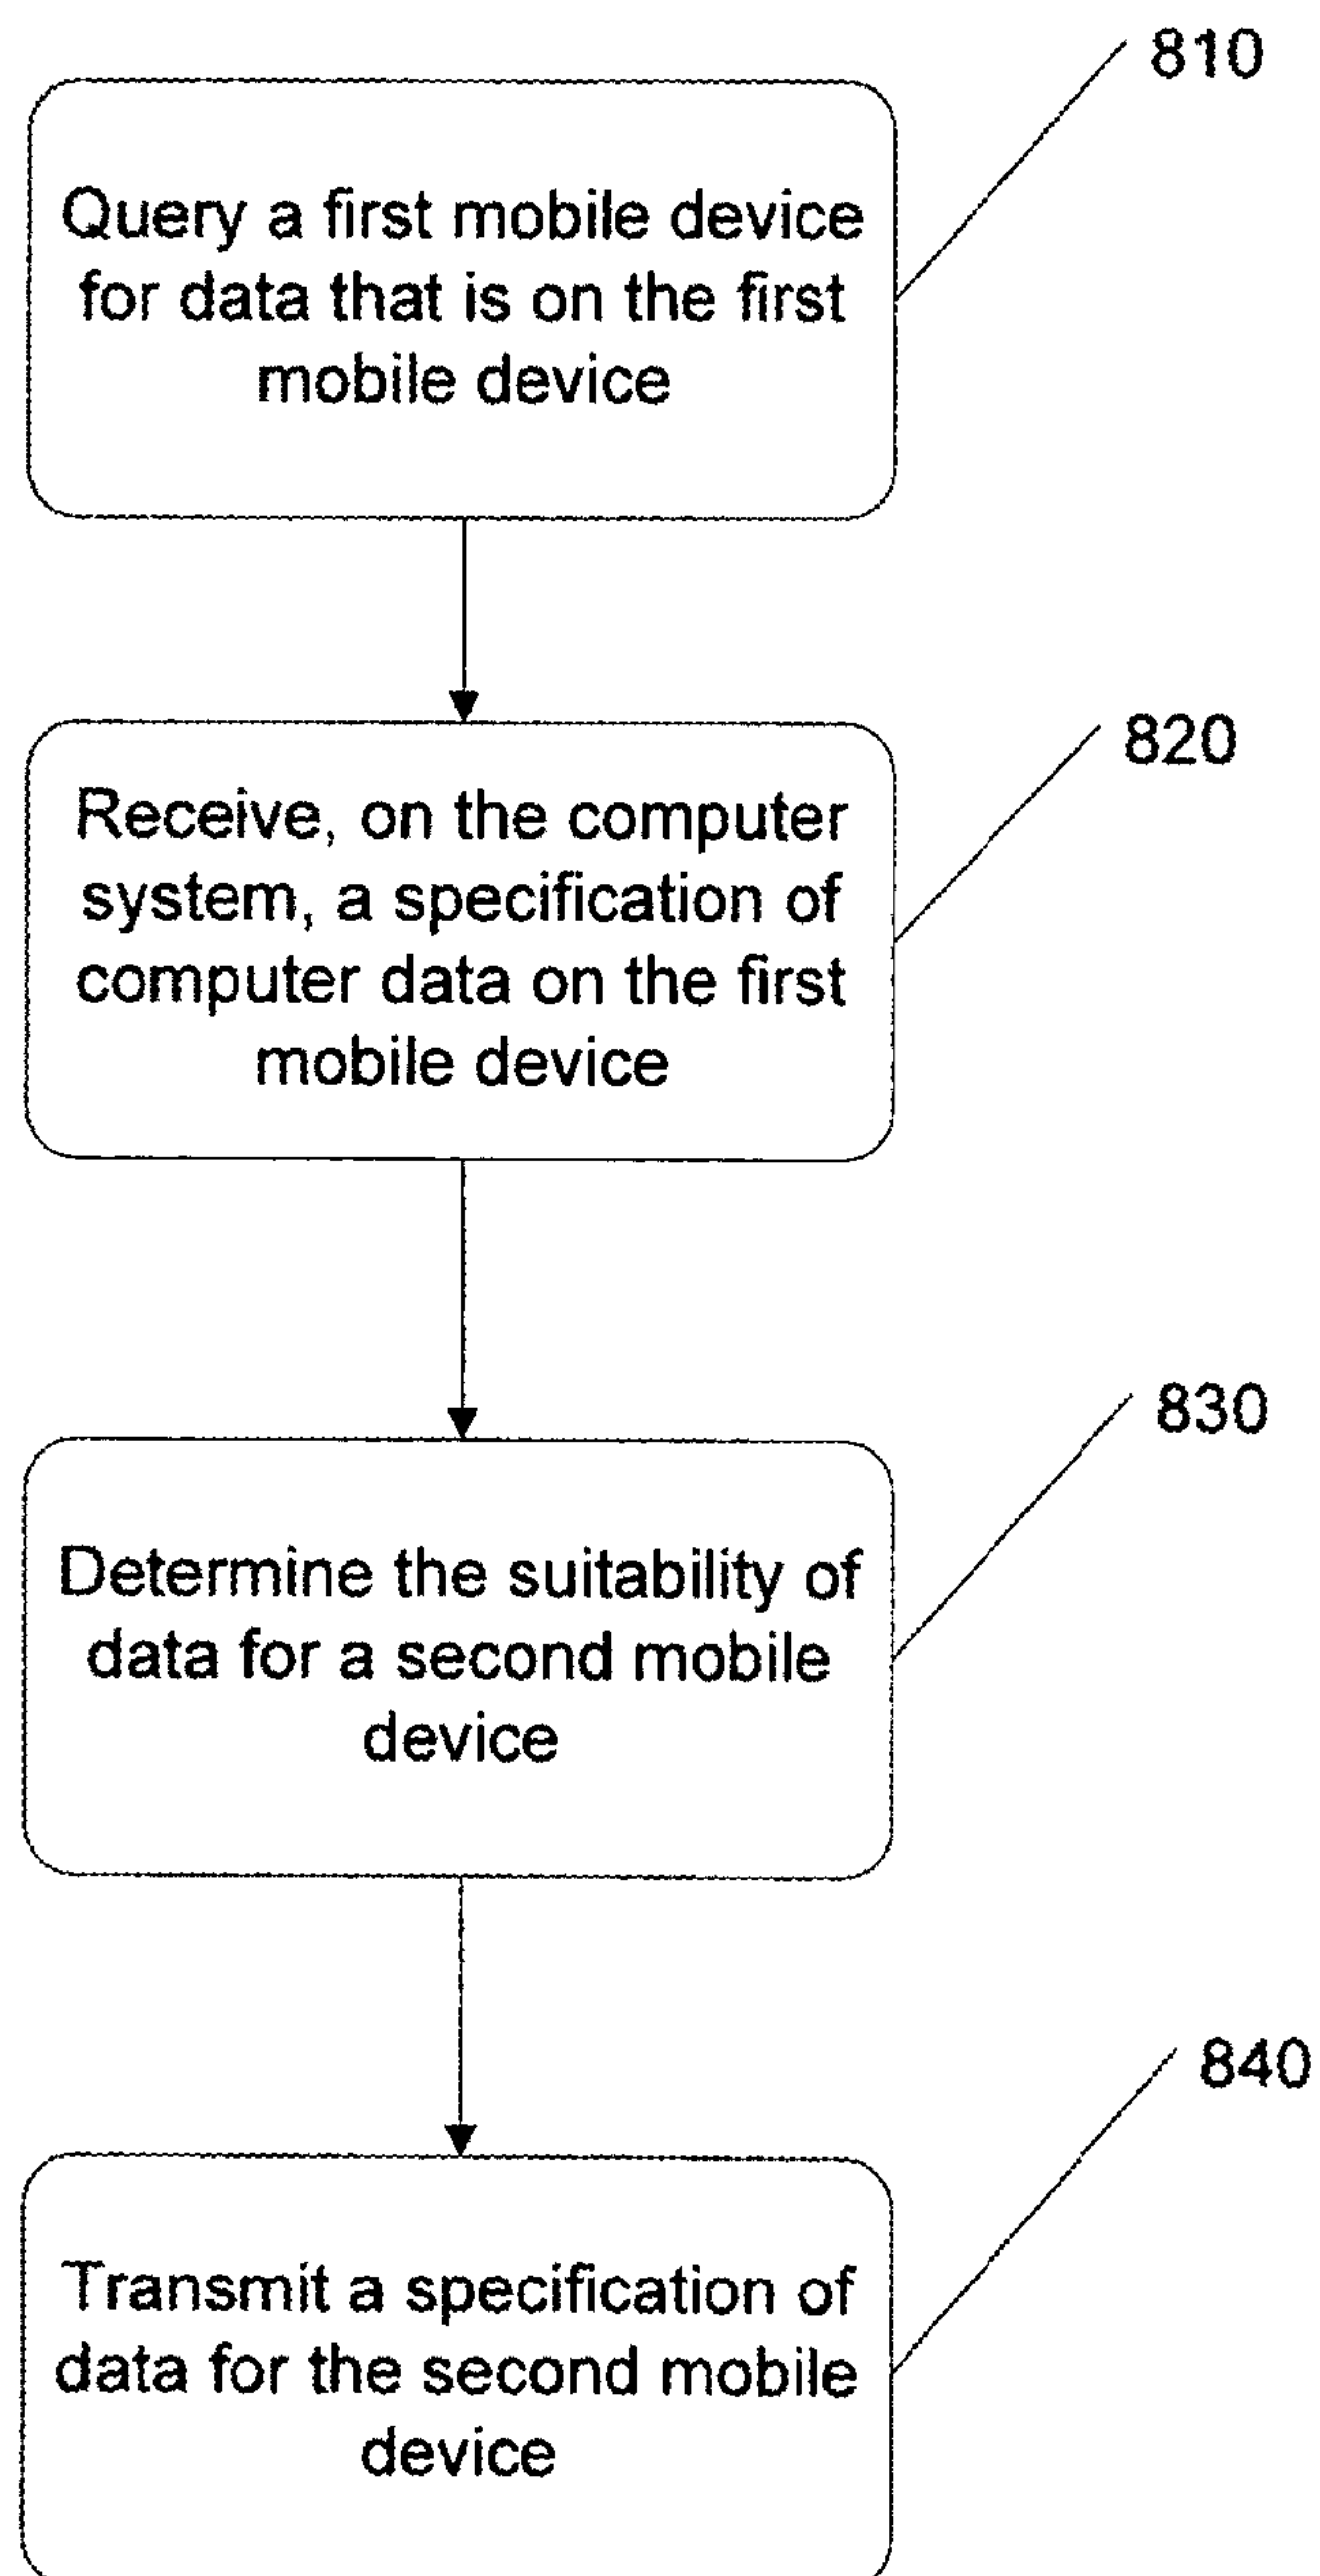 810
Query a first mobile device
for data that is on the first
mobile device
820
Receive, on the computer
system, a specification of
computer data on the first
mobile device
830
Determine the suitability of
data for a second mobile
device
840
Transmit a specification of
data for the second mobile
device